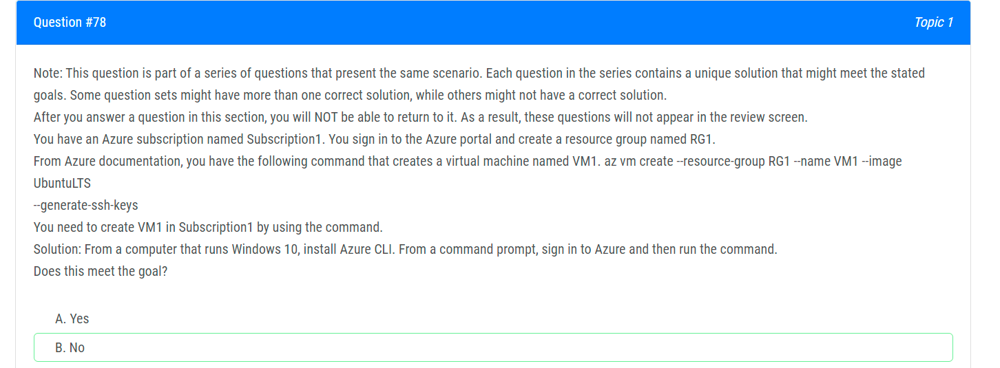 Question #78
Topic 1
Note: This question is part of a series of questions that present the same scenario. Each question in the series contains a unique solution that might meet the stated
goals. Some question sets might have more than one correct solution, while others might not have a correct solution.
After you answer a question in this section, you will NOT be able to return to it. As a result, these questions will not appear in the review screen.
You have an Azure subscription named Subscription1. You sign in to the Azure portal and create a resource group named RG1.
From Azure documentation, you have the following command that creates a virtual machine named VM1. az vm create --resource-group RG1 --name VM1 --image
UbuntuLTS
--generate-ssh-keys
You need to create VM1 in Subscription1 by using the command.
Solution: From a computer that runs Windows 10, install Azure CLI. From a command prompt, sign in to Azure and then run the command.
Does this meet the goal?
A. Yes
B. No